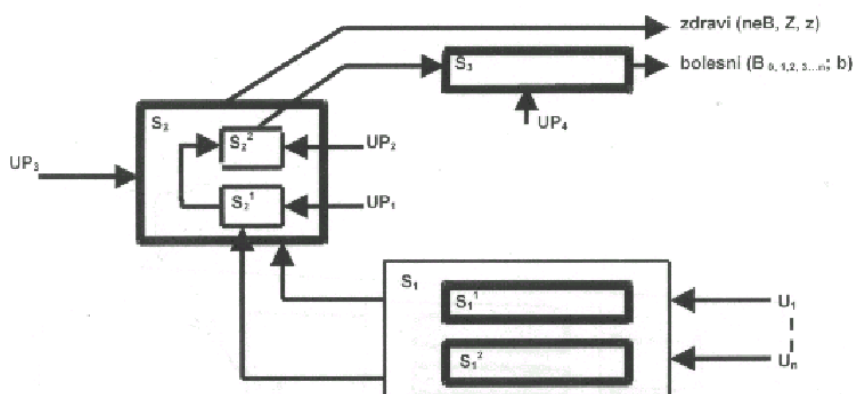 zdravi (neB, Z, z)
S₃
bolesni (B 0, 1,2, 3...n; b)
UP₄
S₂
S₂²
UP₂
UP₃
S₂¹
UP₁
S₁
S₁¹
U₁
S₁²
Uₙ